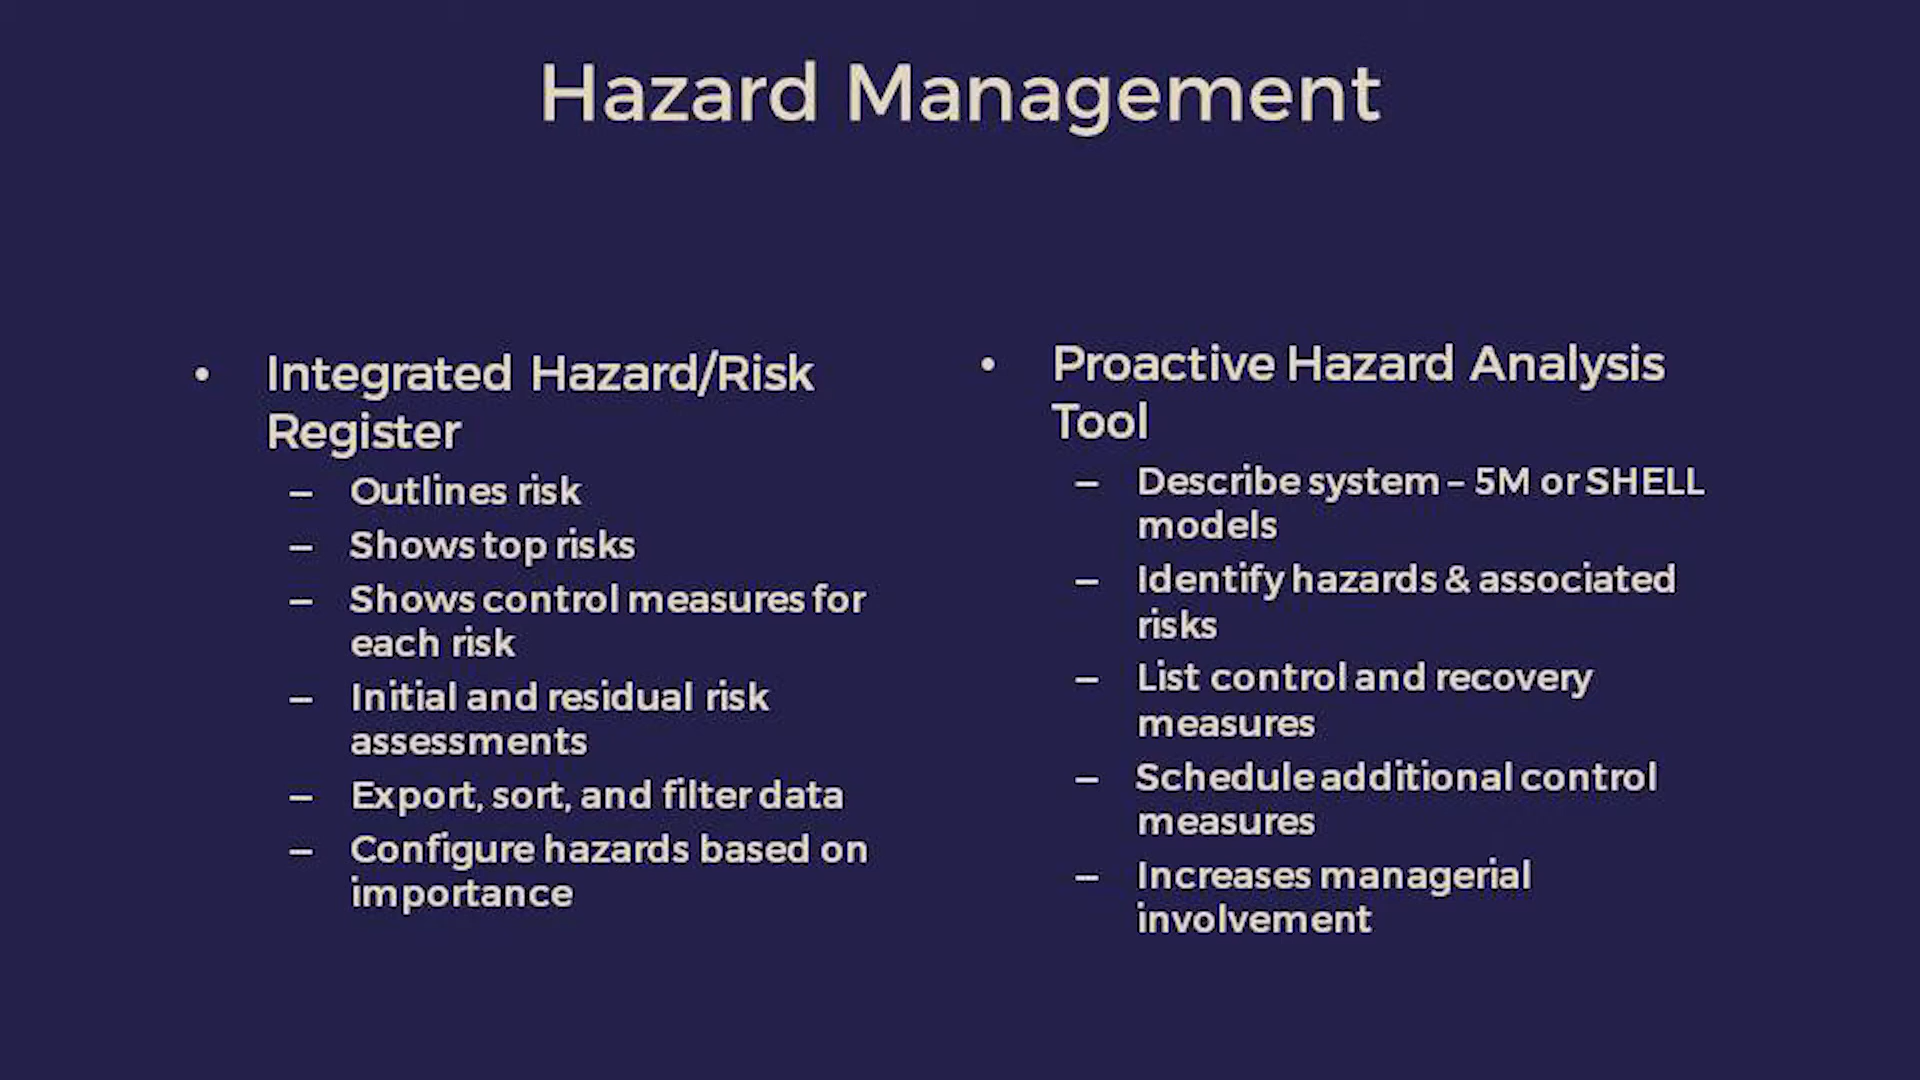 Hazard Management
• Integrated Hazard/Risk
Register
– Outlines risk
– Shows top risks
– Shows control measures for
each risk
– Initial and residual risk
assessments
– Export, sort, and filter data
– Configure hazards based on
importance
• Proactive Hazard Analysis
Tool
– Describe system – 5M or SHELL
models
– Identify hazards & associated
risks
– List control and recovery
measures
– Schedule additional control
measures
– Increases managerial
involvement